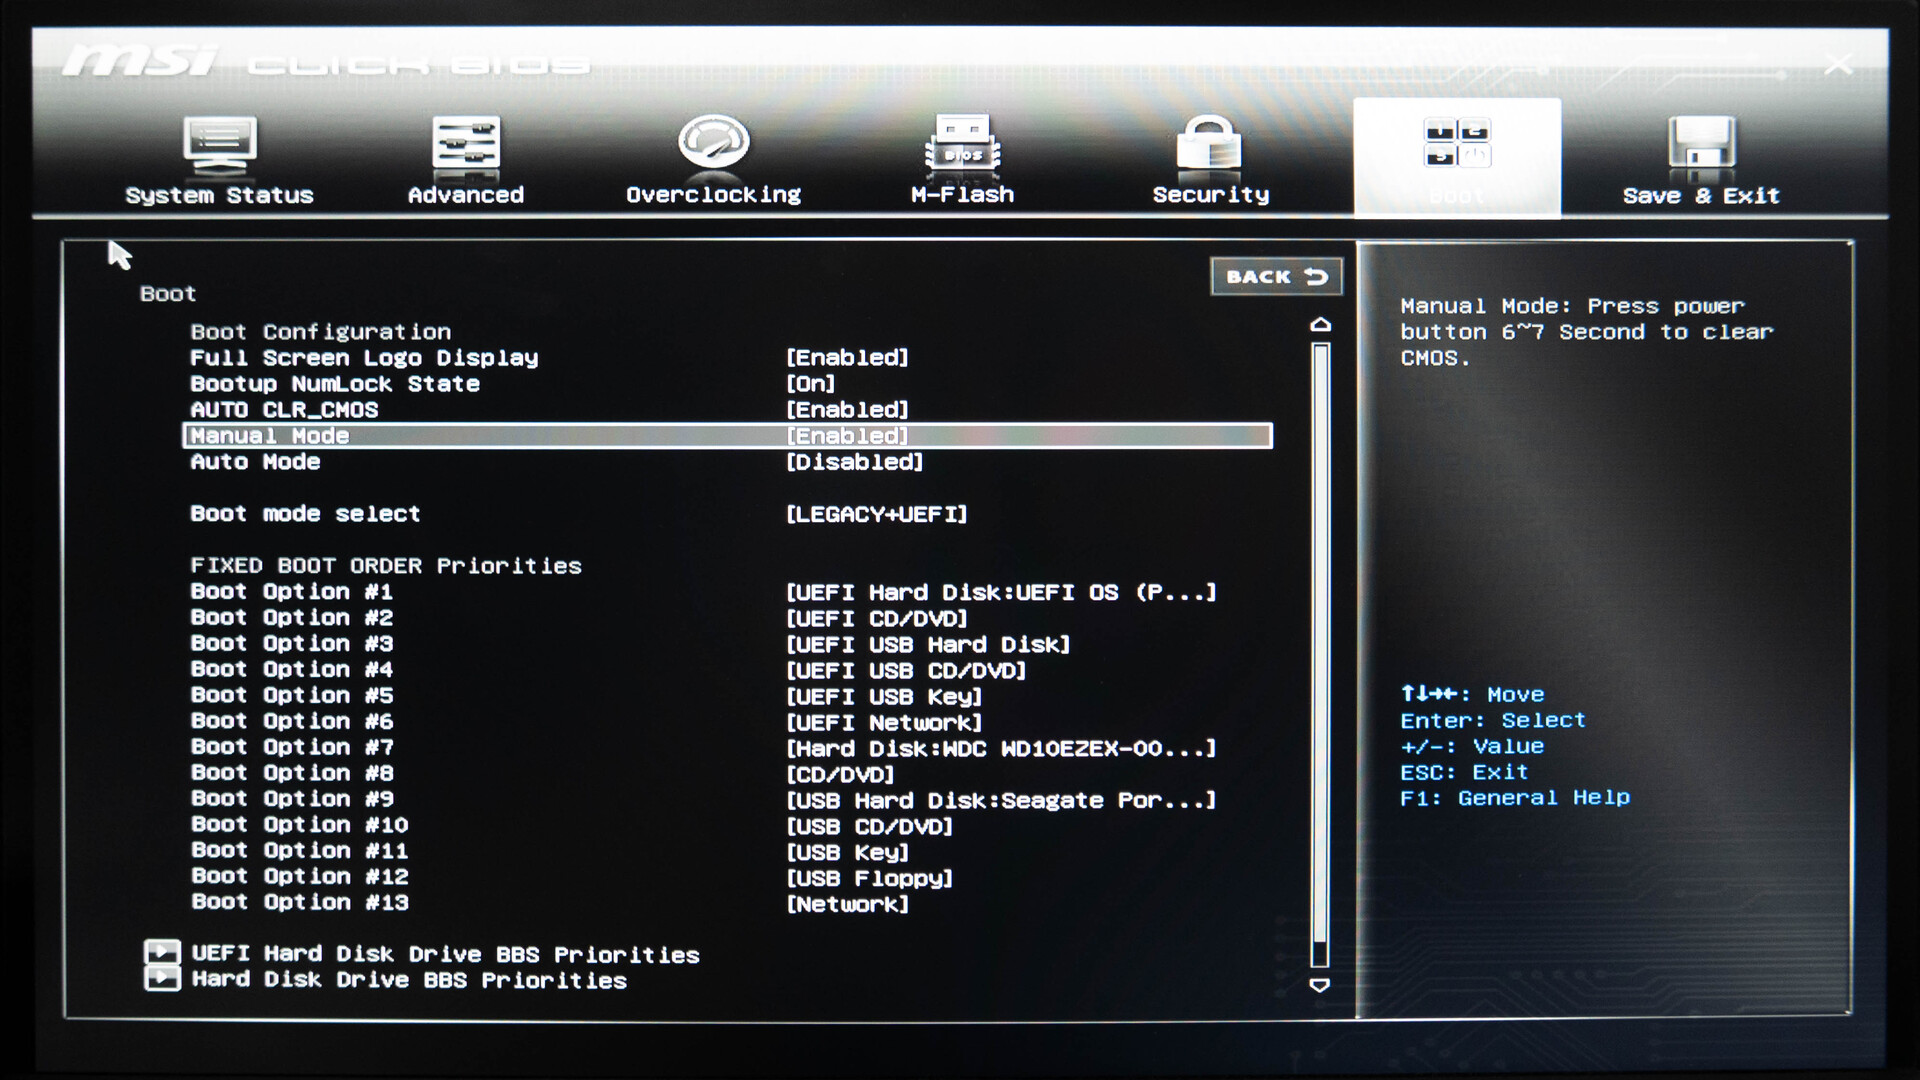 msi CLICK BIOS
System Status
Advanced
Overclocking
BIOS
M-Flash
Security
1 2
3
Boot
Save & Exit
BACK
Boot
Boot Configuration
Full Screen Logo Display [Enabled]
Bootup NumLock State [On]
AUTO CLR_CMOS [Enabled]
Manual Mode [Enabled]
Auto Mode [Disabled]
Boot mode select [LEGACY+UEFI]
FIXED BOOT ORDER Priorities
Boot Option #1 [UEFI Hard Disk:UEFI OS (P...]
Boot Option #2 [UEFI CD/DVD]
Boot Option #3 [UEFI USB Hard Disk]
Boot Option #4 [UEFI USB CD/DVD]
Boot Option #5 [UEFI USB Key]
Boot Option #6 [UEFI Network]
Boot Option #7 [Hard Disk:WDC WD10EZEX-00...]
Boot Option #8 [CD/DVD]
Boot Option #9 [USB Hard Disk:Seagate Por...]
Boot Option #10 [USB CD/DVD]
Boot Option #11 [USB Key]
Boot Option #12 [USB Floppy]
Boot Option #13 [Network]
UEFI Hard Disk Drive BBS Priorities
Hard Disk Drive BBS Priorities
Manual Mode: Press power
button 6~7 Second to clear
CMOS.
↑↓→←: Move
Enter: Select
+/-: Value
ESC: Exit
F1: General Help